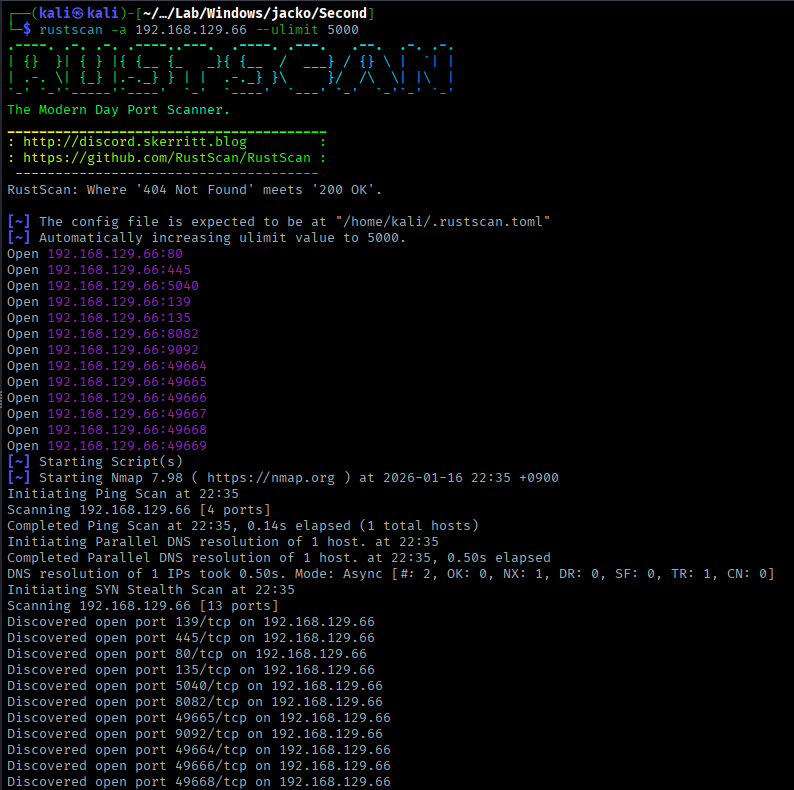 ┌──(kali㉿kali)-[~/…/Lab/Windows/jacko/Second]
└─$ rustscan -a 192.168.129.66 --ulimit 5000
.----. .-. .-. .----..---.  .----. .---.   .--.  .-. .-.
| {}  }| { } |{ {__ {_   _}{ {__  /  ___} / {} \ |  `| |
| .-. \| {_} |.-._} } | |  .-._} }\     }/  /\  \| |\  |
`-' `-'`-----'`----'  `-'  `----'  `---' `-'  `-'`-' `-'
The Modern Day Port Scanner.
________________________________________
: http://discord.skerritt.blog         :
: https://github.com/RustScan/RustScan :
 --------------------------------------
RustScan: Where '404 Not Found' meets '200 OK'.
[~] The config file is expected to be at "/home/kali/.rustscan.toml"
[~] Automatically increasing ulimit value to 5000.
Open 192.168.129.66:80
Open 192.168.129.66:445
Open 192.168.129.66:5040
Open 192.168.129.66:139
Open 192.168.129.66:135
Open 192.168.129.66:8082
Open 192.168.129.66:9092
Open 192.168.129.66:49664
Open 192.168.129.66:49665
Open 192.168.129.66:49666
Open 192.168.129.66:49667
Open 192.168.129.66:49668
Open 192.168.129.66:49669
[~] Starting Script(s)
[~] Starting Nmap 7.98 ( https://nmap.org ) at 2026-01-16 22:35 +0900
Initiating Ping Scan at 22:35
Scanning 192.168.129.66 [4 ports]
Completed Ping Scan at 22:35, 0.14s elapsed (1 total hosts)
Initiating Parallel DNS resolution of 1 host. at 22:35
Completed Parallel DNS resolution of 1 host. at 22:35, 0.50s elapsed
DNS resolution of 1 IPs took 0.50s. Mode: Async [#: 2, OK: 0, NX: 1, DR: 0, SF: 0, TR: 1, CN: 0]
Initiating SYN Stealth Scan at 22:35
Scanning 192.168.129.66 [13 ports]
Discovered open port 139/tcp on 192.168.129.66
Discovered open port 445/tcp on 192.168.129.66
Discovered open port 80/tcp on 192.168.129.66
Discovered open port 135/tcp on 192.168.129.66
Discovered open port 5040/tcp on 192.168.129.66
Discovered open port 8082/tcp on 192.168.129.66
Discovered open port 49665/tcp on 192.168.129.66
Discovered open port 9092/tcp on 192.168.129.66
Discovered open port 49664/tcp on 192.168.129.66
Discovered open port 49666/tcp on 192.168.129.66
Discovered open port 49668/tcp on 192.168.129.66